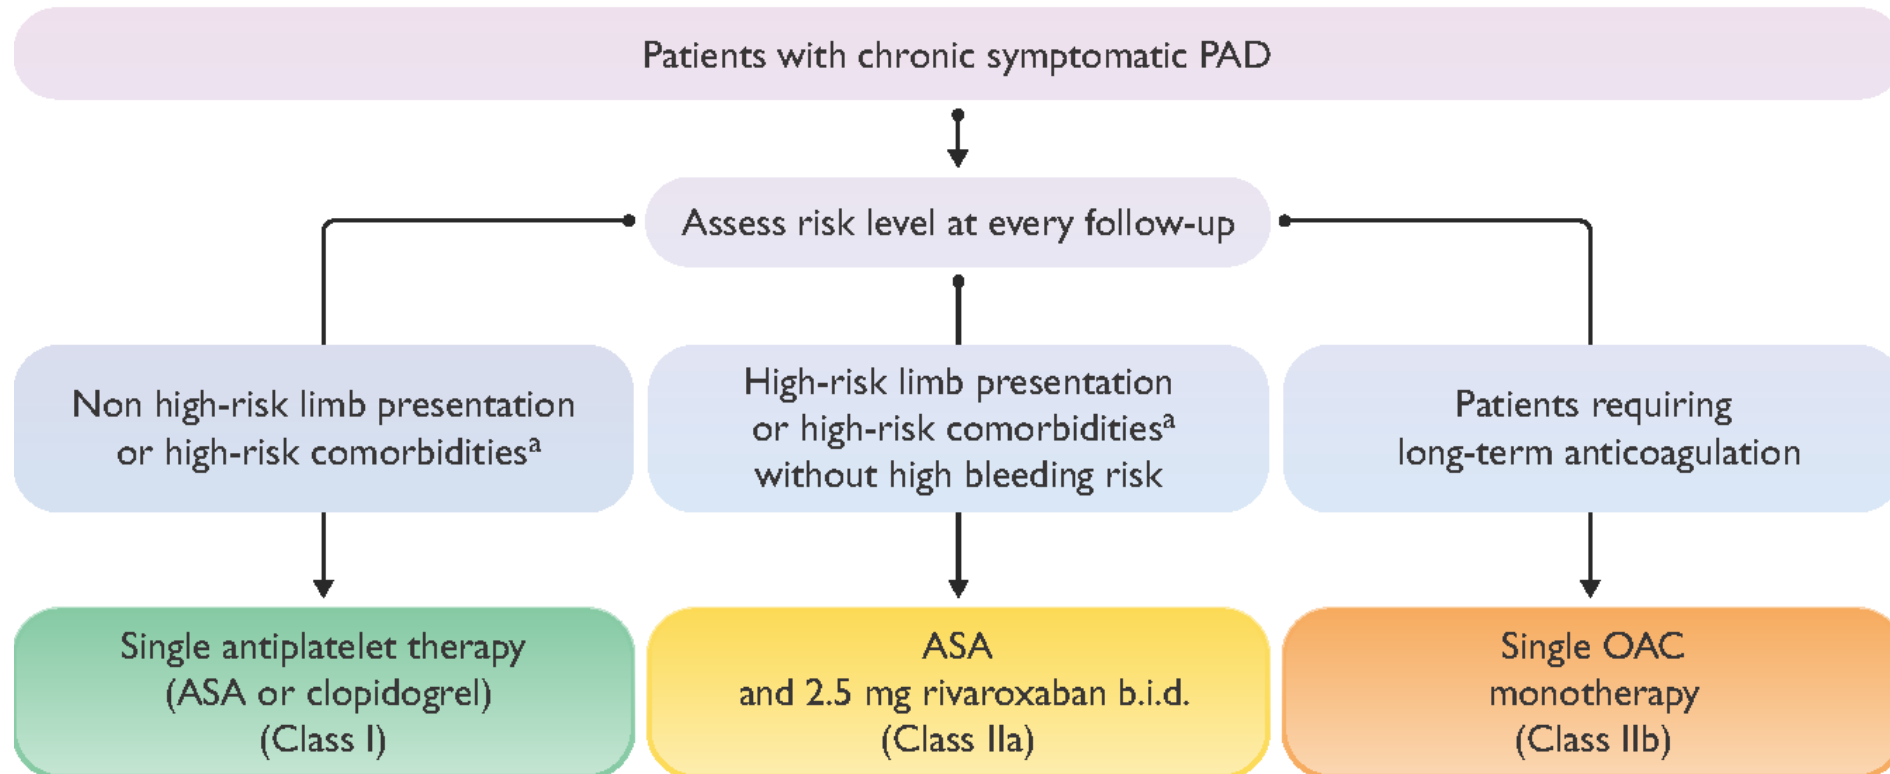 Patients with chronic symptomatic PAD
Assess risk level at every follow-up
Non high-risk limb presentation
or high-risk comorbiditiesᵃ
High-risk limb presentation
or high-risk comorbiditiesᵃ
without high bleeding risk
Patients requiring
long-term anticoagulation
Single antiplatelet therapy
(ASA or clopidogrel)
(Class I)
ASA
and 2.5 mg rivaroxaban b.i.d.
(Class IIa)
Single OAC
monotherapy
(Class IIb)